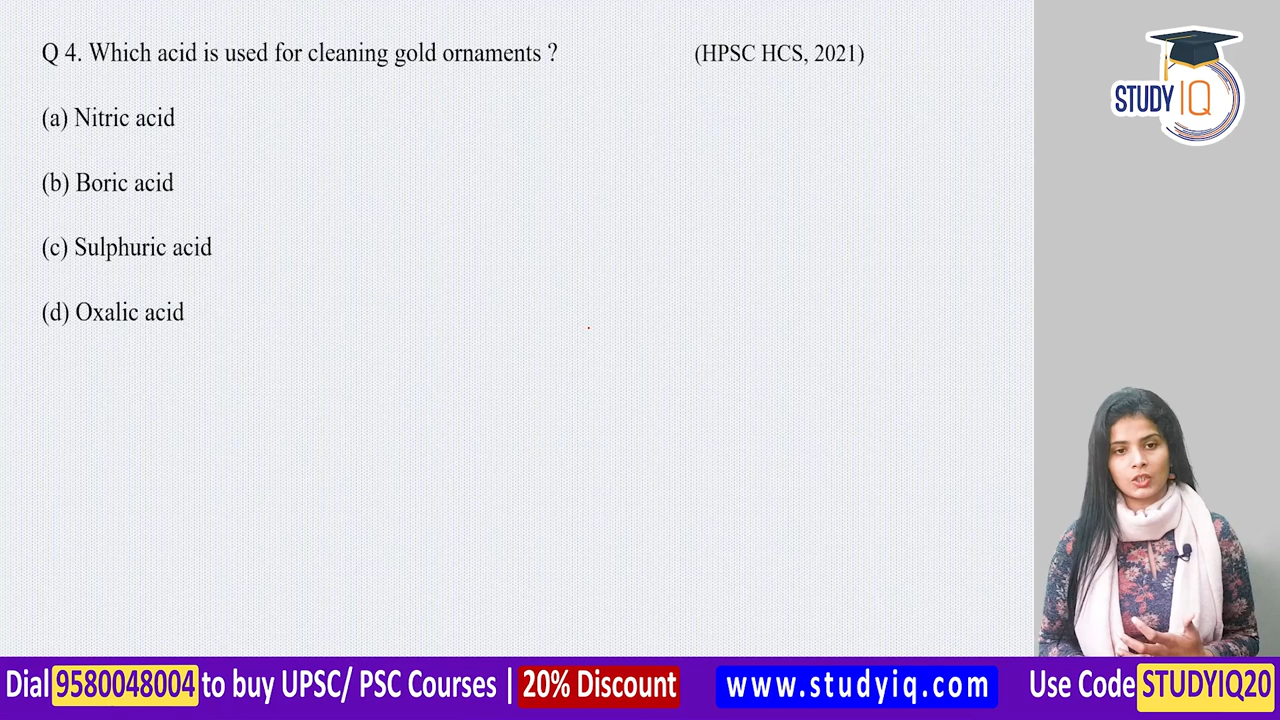 Q 4. Which acid is used for cleaning gold ornaments ? (HPSC HCS, 2021)
(a) Nitric acid
(b) Boric acid
(c) Sulphuric acid
(d) Oxalic acid
STUDY IQ
Dial 9580048004 to buy UPSC/ PSC Courses | 20% Discount www.studyiq.com Use Code STUDYIQ20